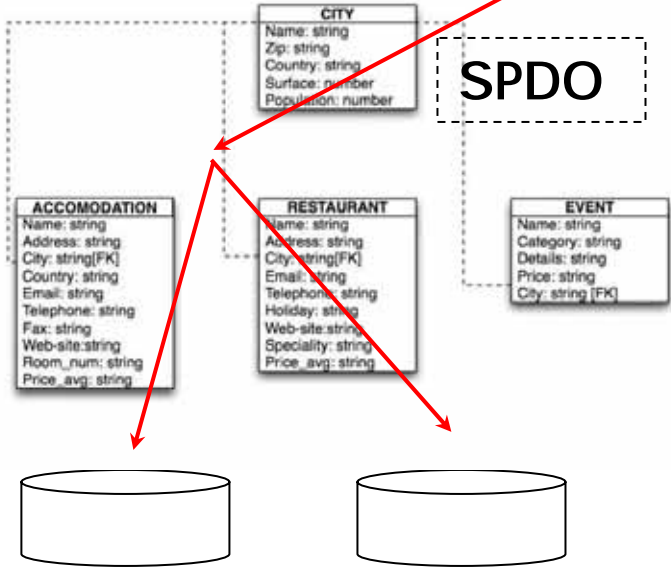 CITY
Name: string
Zip: string
Country: string
Surface: number
Population: number
SPDO
ACCOMODATION
Name: string
Address: string
City: string[FK]
Country: string
Email: string
Telephone: string
Fax: string
Web-site:string
Room_num: string
Price_avg: string
RESTAURANT
Name: string
Address: string
City: string[FK]
Email: string
Telephone: string
Holiday: string
Web-site:string
Speciality: string
Price_avg: string
EVENT
Name: string
Category: string
Details: string
Price: string
City: string [FK]